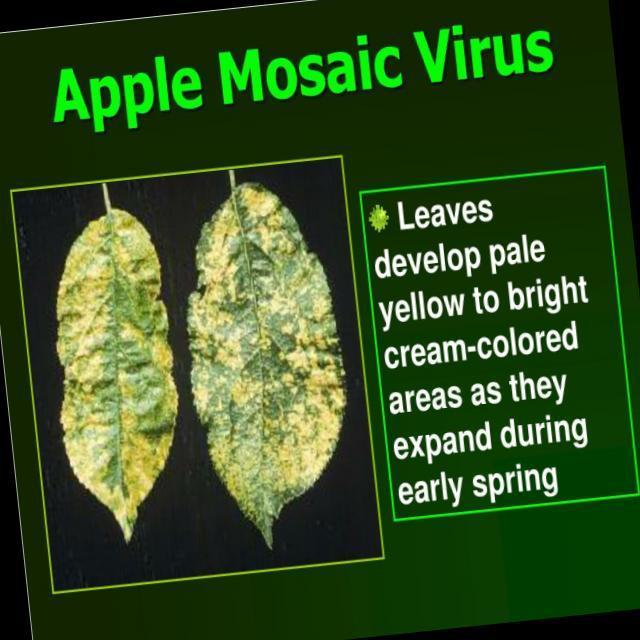 Apple Mosaic Virus
Leaves
develop pale
yellow to bright
cream-colored
areas as they
expand during
early spring